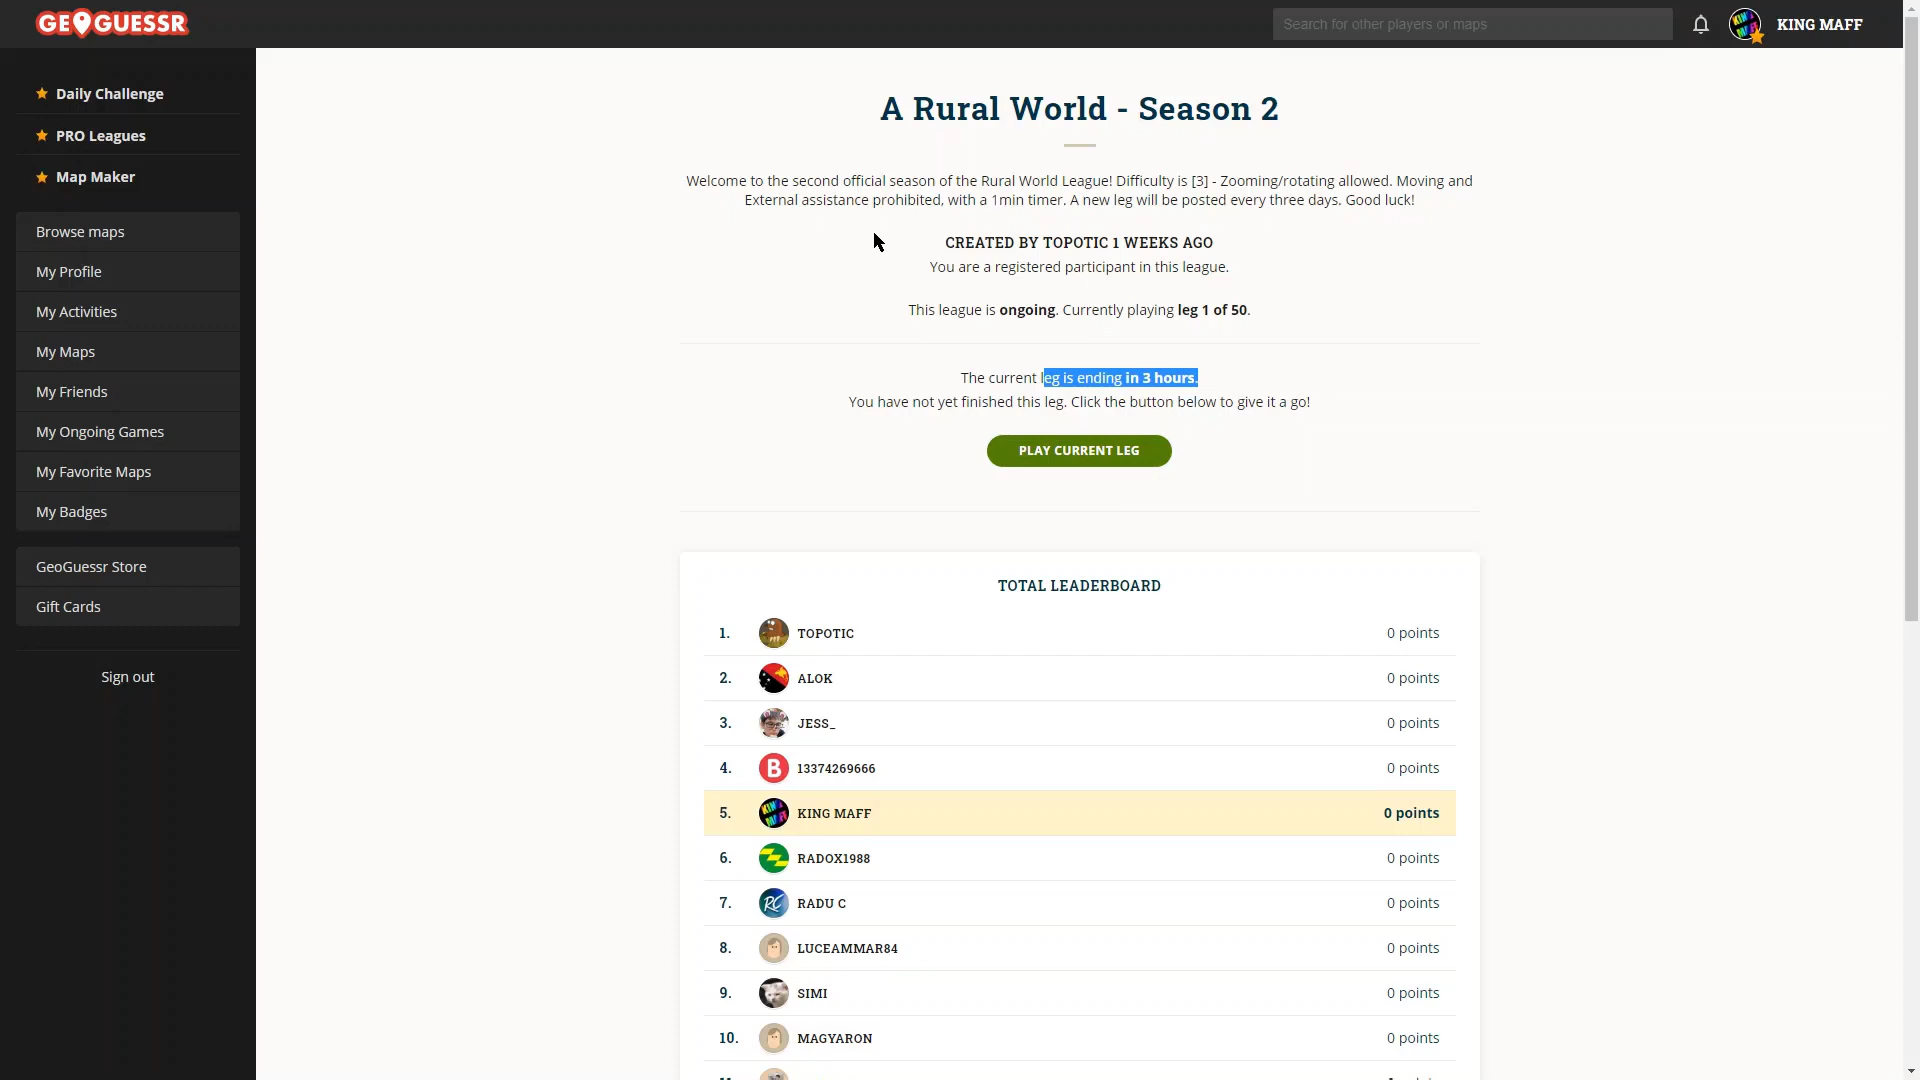 GEOGUESSR
Search for other players or maps
KING MAFF
Daily Challenge
PRO Leagues
Map Maker
Browse maps
My Profile
My Activities
My Maps
My Friends
My Ongoing Games
My Favorite Maps
My Badges
GeoGuessr Store
Gift Cards
Sign out
A Rural World - Season 2
Welcome to the second official season of the Rural World League! Difficulty is [3] - Zooming/rotating allowed. Moving and
External assistance prohibited, with a 1min timer. A new leg will be posted every three days. Good luck!
CREATED BY TOPOTIC 1 WEEKS AGO
You are a registered participant in this league.
This league is ongoing. Currently playing leg 1 of 50.
The current leg is ending in 3 hours.
You have not yet finished this leg. Click the button below to give it a go!
PLAY CURRENT LEG
TOTAL LEADERBOARD
1. TOPOTIC 0 points
2. ALOK 0 points
3. JESS_ 0 points
4. B 13374269666 0 points
5. KING MAFF 0 points
6. RADOX1988 0 points
7. RC RADU C 0 points
8. LUCEAMMAR84 0 points
9. SIMI 0 points
10. MAGYARON 0 points